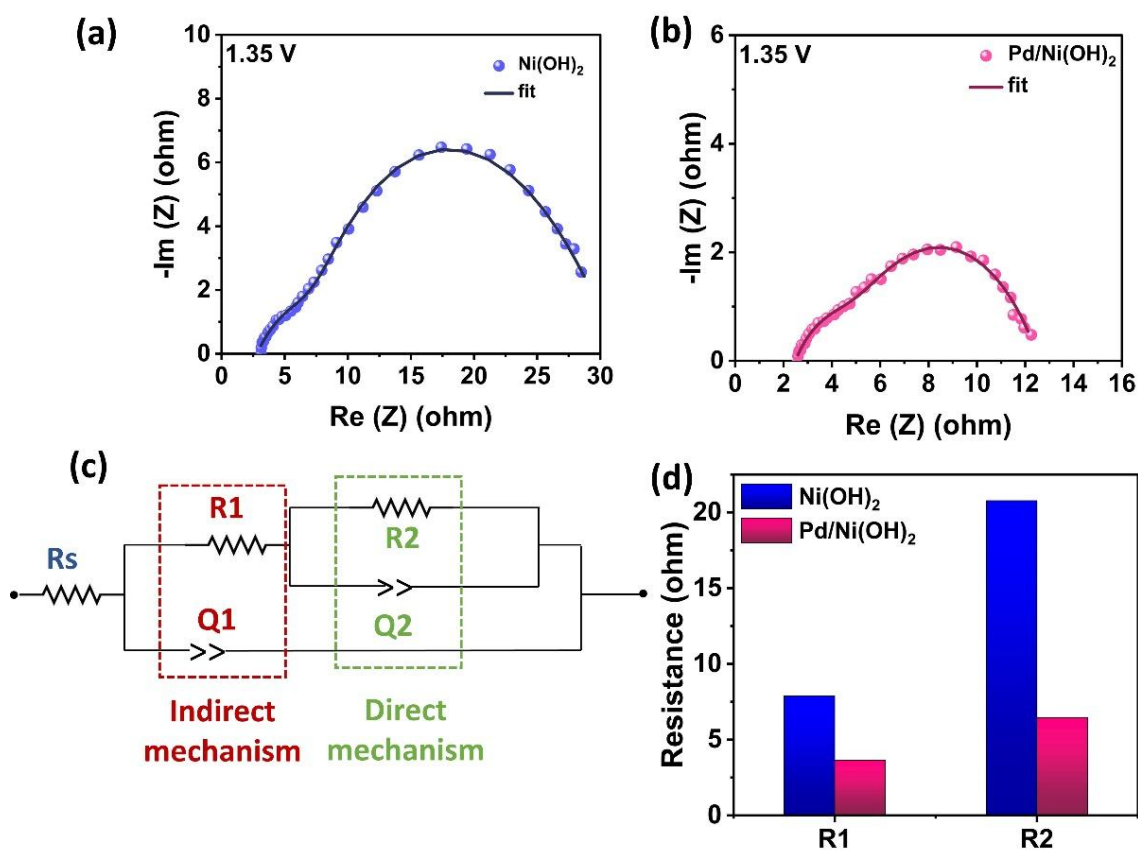 (a)
1.35 V
Ni(OH)₂
fit
10
8
6
4
2
0
0 5 10 15 20 25 30
-Im (Z) (ohm)
Re (Z) (ohm)
(b)
1.35 V
Pd/Ni(OH)₂
fit
6
4
2
0
0 2 4 6 8 10 12 14 16
-Im (Z) (ohm)
Re (Z) (ohm)
(c)
Rs
R1
Q1
R2
Q2
Indirect
mechanism
Direct
mechanism
(d)
Ni(OH)₂
Pd/Ni(OH)₂
20
15
10
5
0
Resistance (ohm)
R1 R2